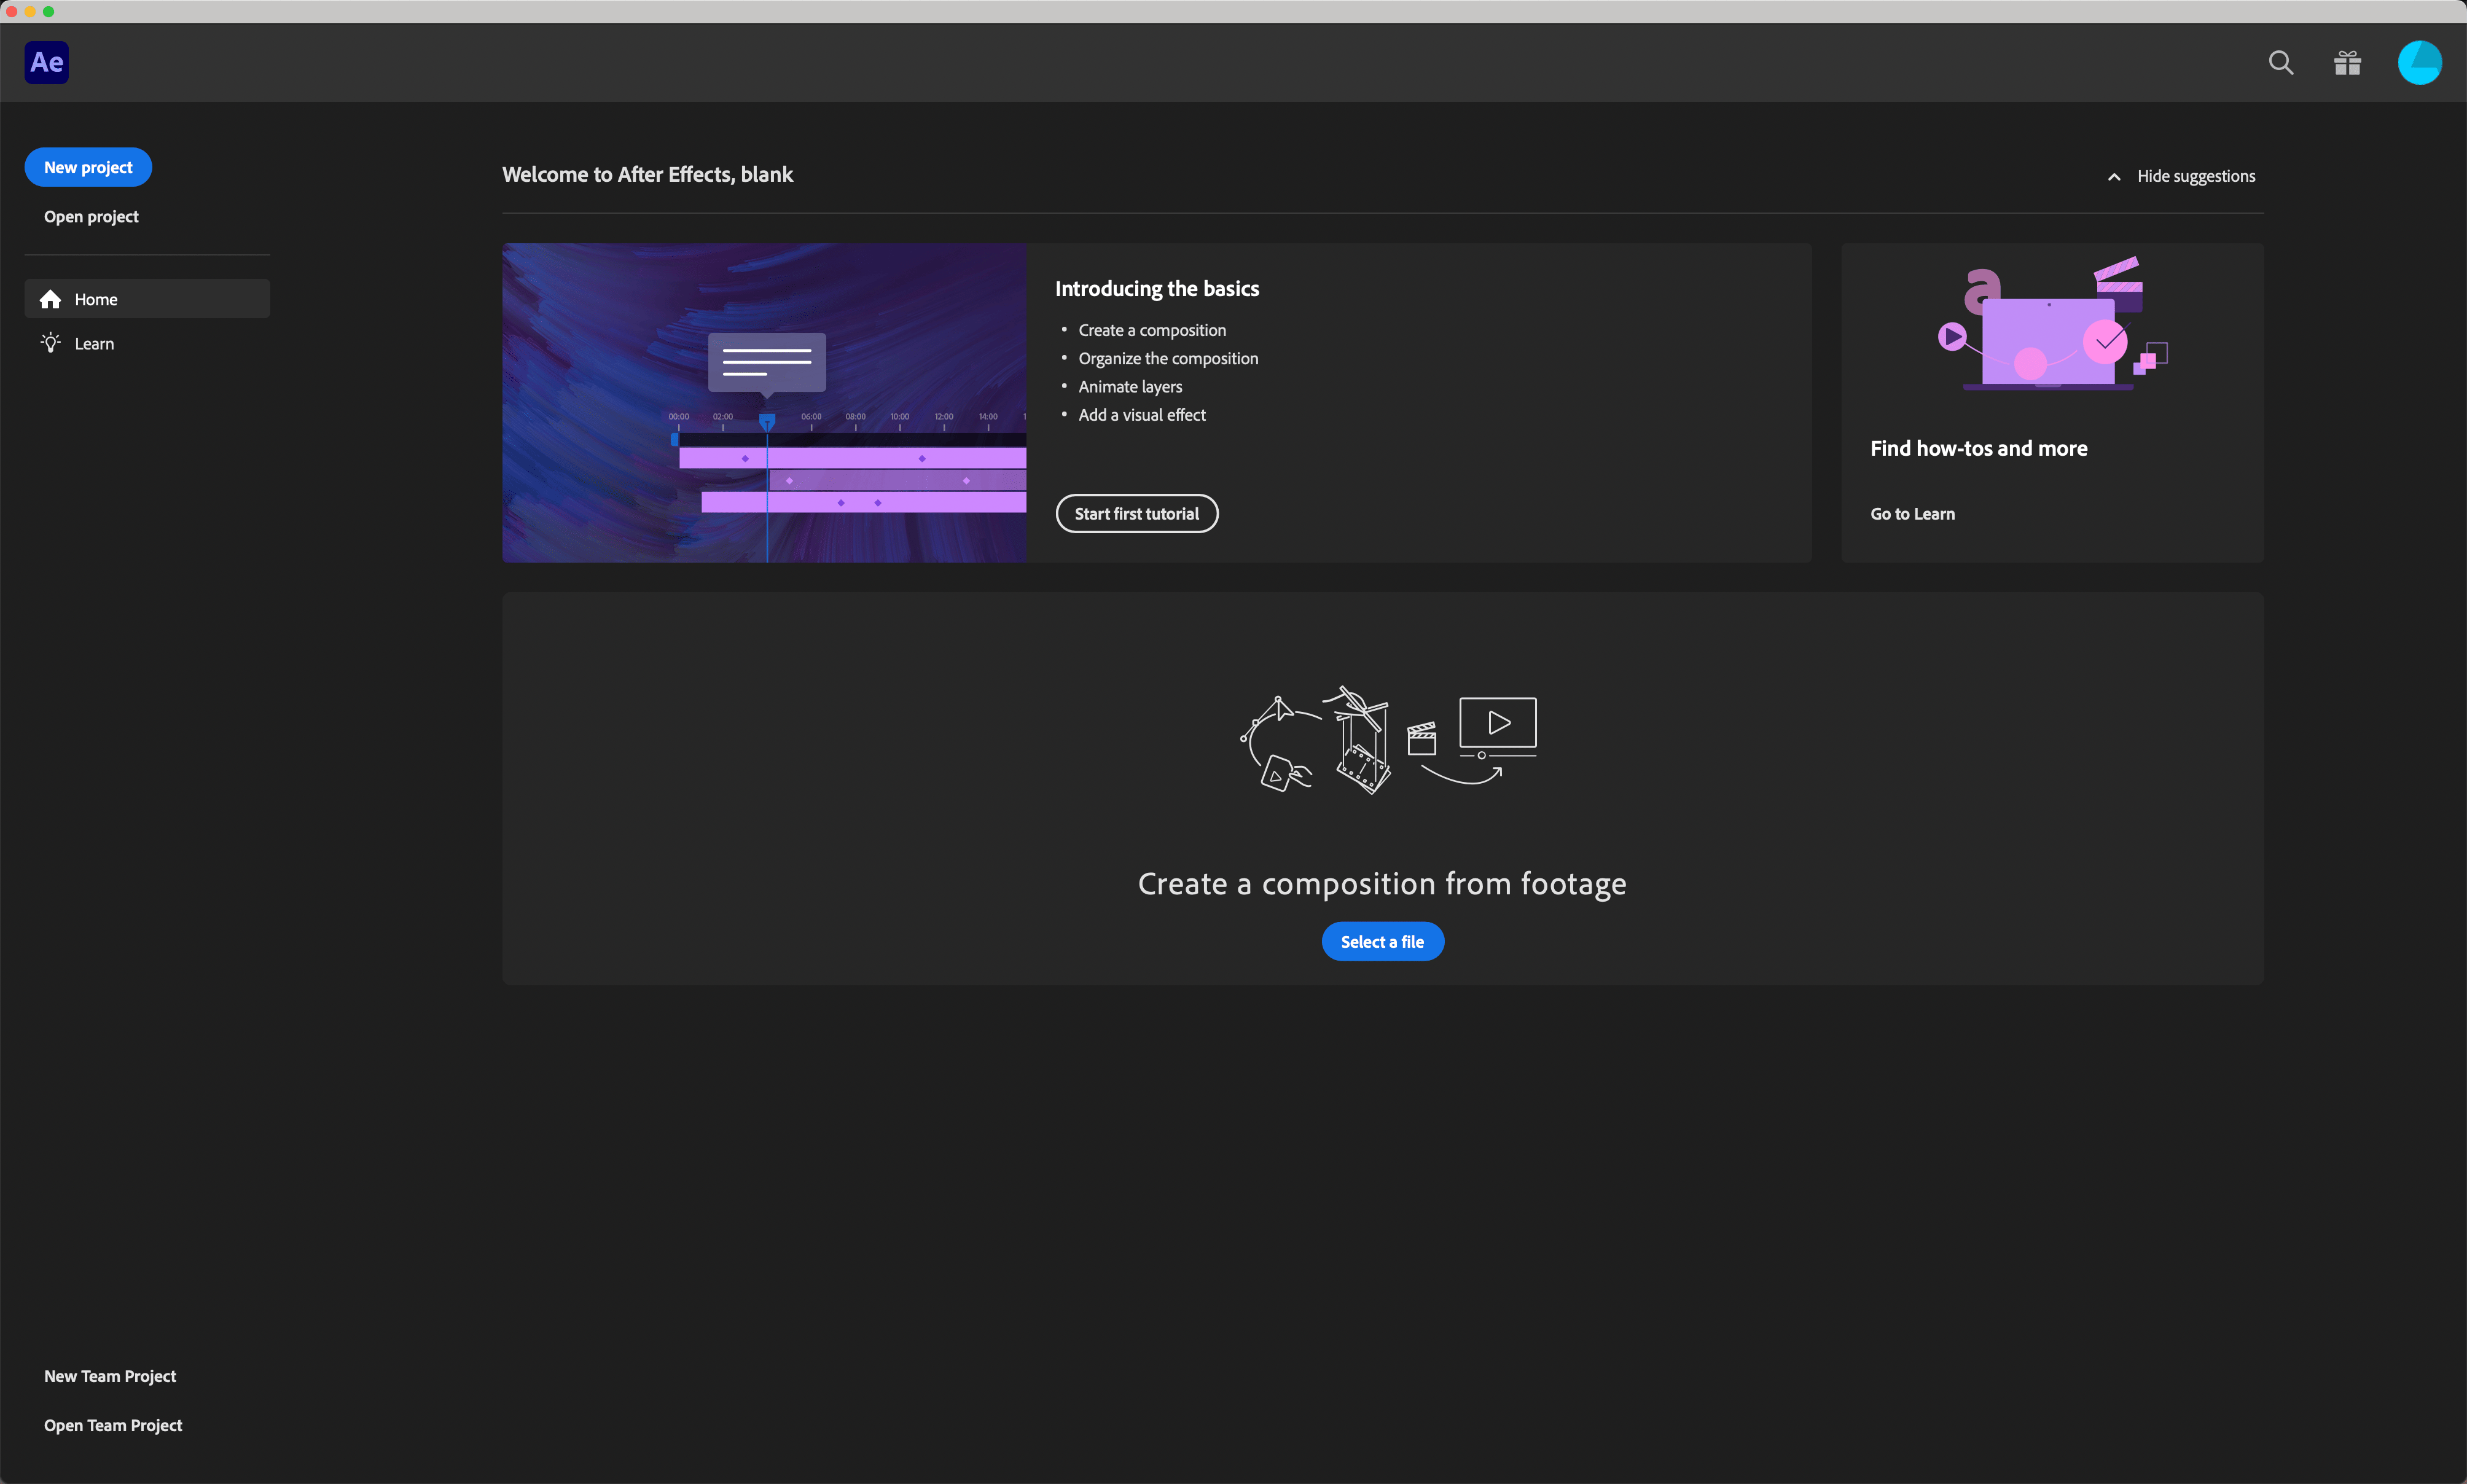 Ae
New project
Open project
Home
Learn
Welcome to After Effects, blank
Hide suggestions
00:00 02:00 06:00 08:00 10:00 12:00 14:00 1
Introducing the basics
• Create a composition
• Organize the composition
• Animate layers
• Add a visual effect
Start first tutorial
a
Find how-tos and more
Go to Learn
Create a composition from footage
Select a file
New Team Project
Open Team Project